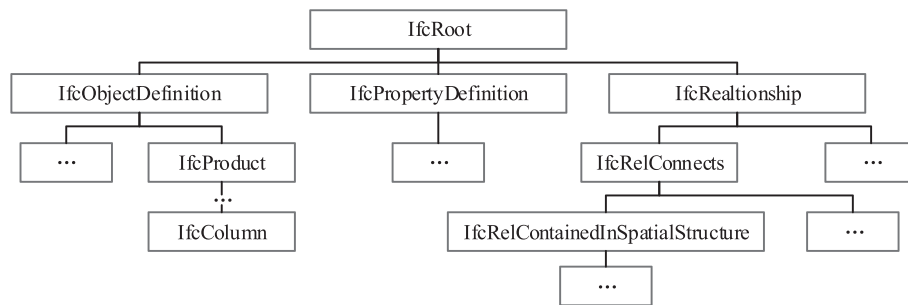 IfcRoot
IfcObjectDefinition
IfcPropertyDefinition
IfcRealtionship
...
IfcProduct
...
IfcRelConnects
...
...
IfcColumn
IfcRelContainedInSpatialStructure
...
...